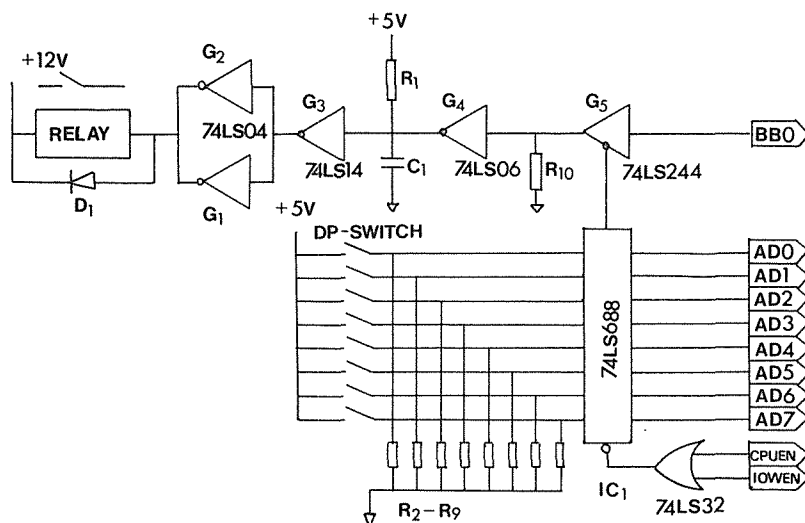 +5V
+12V
G2
R1
G3
G4
G5
RELAY
74LS04
BB0
74LS14
C1
74LS06
R10
74LS244
D1
G1
+5V
DP-SWITCH
AD0
AD1
AD2
74LS688
AD3
AD4
AD5
AD6
AD7
CPUEN
IOWEN
IC1
R2-R9
74LS32